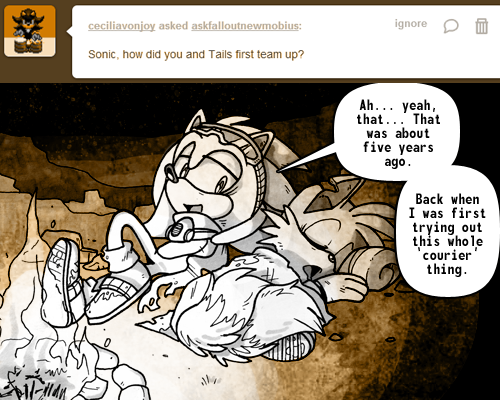 ceciliavonjoy asked askfalloutnewmobius:
ignore
Sonic, how did you and Tails first team up?
Ah... yeah,
that... That
was about
five years
ago.
Back when
I was first
trying out
this whole
'courier'
thing.